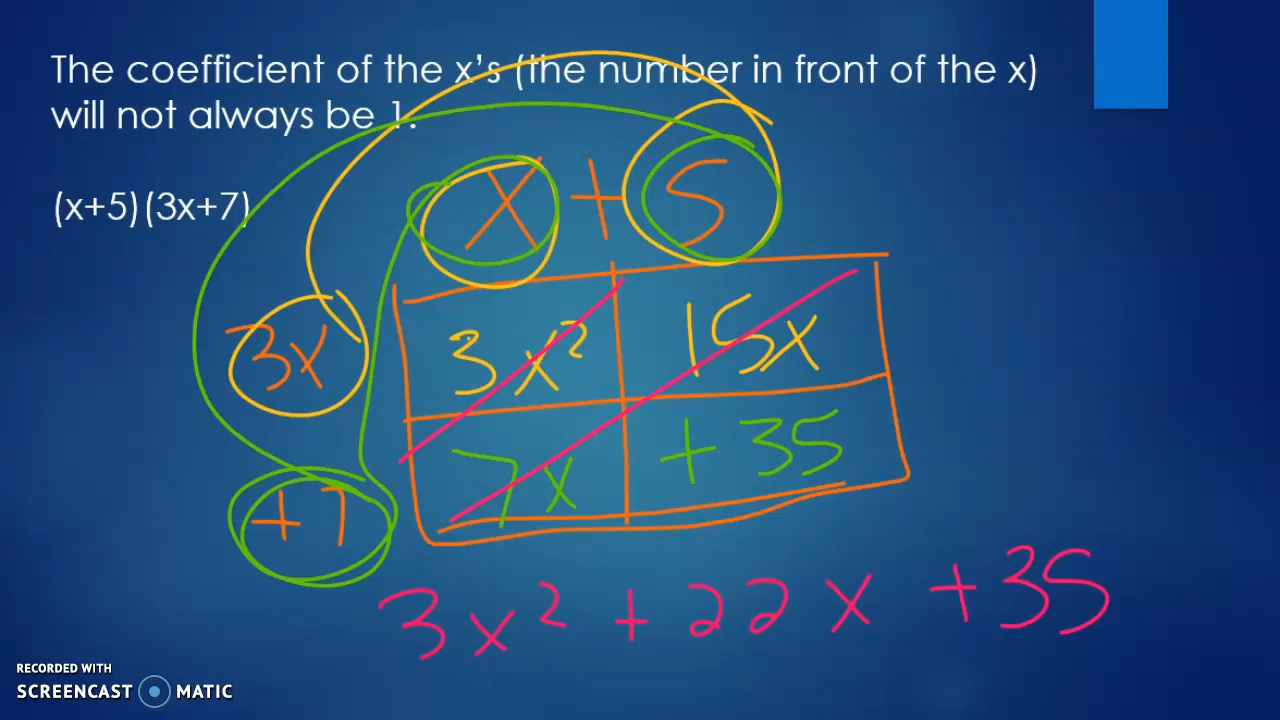 The coefficient of the x's (the number in front of the x)
will not always be 1.
(x+5)(3x+7)
x + 5
3x 3x² 15x
+7 7x + 35
3x² + 22x + 35
RECORDED WITH
SCREENCAST MATIC